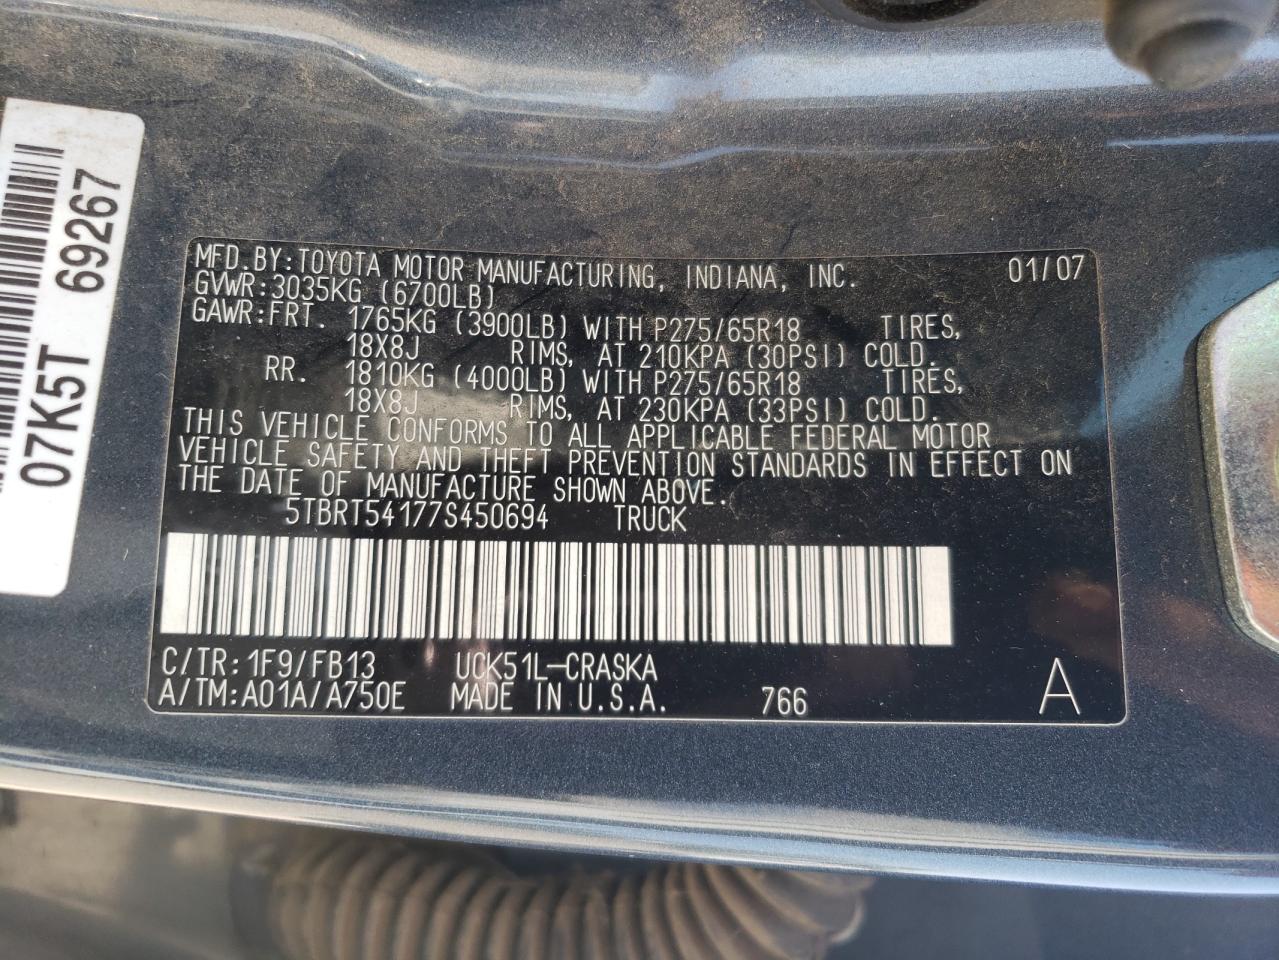 07K5T 69267
MFD.BY:TOYOTA MOTOR MANUFACTURING, INDIANA, INC. 01/07
GVWR:3035KG (6700LB)
GAWR:FRT. 1765KG (3900LB) WITH P275/65R18 TIRES,
18X8J RIMS, AT 210KPA (30PSI) COLD.
RR. 1810KG (4000LB) WITH P275/65R18 TIRES,
18X8J RIMS, AT 230KPA (33PSI) COLD.
THIS VEHICLE CONFORMS TO ALL APPLICABLE FEDERAL MOTOR
VEHICLE SAFETY AND THEFT PREVENTION STANDARDS IN EFFECT ON
THE DATE OF MANUFACTURE SHOWN ABOVE.
5TBRT54177S450694 TRUCK
C/TR:1F9/FB13 UCK51L-CRASKA
A/TM:A01A/A750E MADE IN U.S.A. 766 A